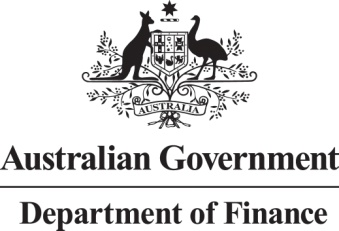 AUSTRALIA
Australian Government
Department of Finance